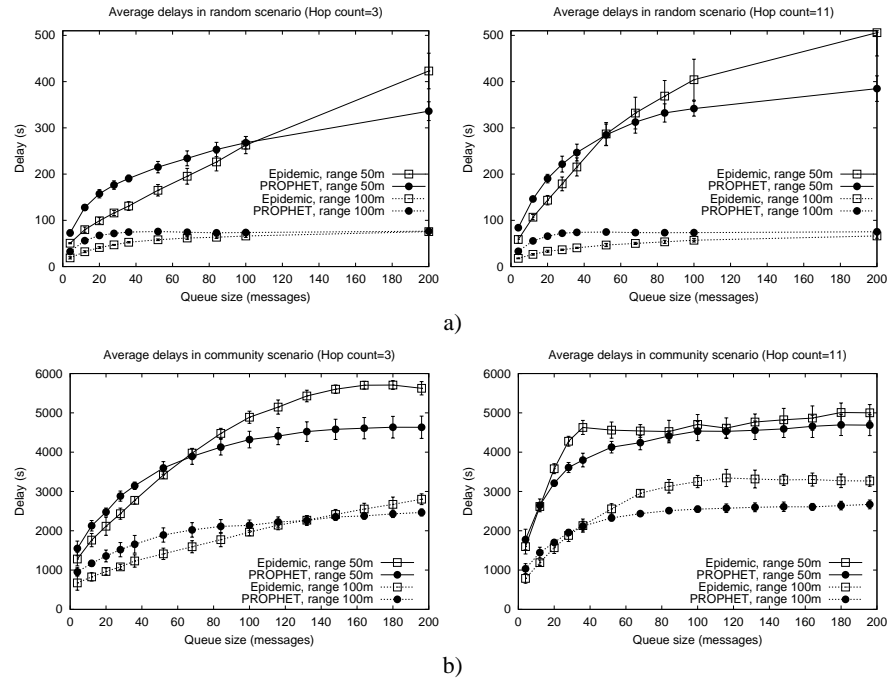 Average delays in random scenario (Hop count=3)
500
400
300
200
100
0
Delay (s)
0 20 40 60 80 100 120 140 160 180 200
Queue size (messages)
Epidemic, range 50m
PROPHET, range 50m
Epidemic, range 100m
PROPHET, range 100m
Average delays in random scenario (Hop count=11)
500
400
300
200
100
0
Delay (s)
0 20 40 60 80 100 120 140 160 180 200
Queue size (messages)
Epidemic, range 50m
PROPHET, range 50m
Epidemic, range 100m
PROPHET, range 100m
a)
Average delays in community scenario (Hop count=3)
6000
5000
4000
3000
2000
1000
0
Delay (s)
0 20 40 60 80 100 120 140 160 180 200
Queue size (messages)
Epidemic, range 50m
PROPHET, range 50m
Epidemic, range 100m
PROPHET, range 100m
Average delays in community scenario (Hop count=11)
6000
5000
4000
3000
2000
1000
0
Delay (s)
0 20 40 60 80 100 120 140 160 180 200
Queue size (messages)
Epidemic, range 50m
PROPHET, range 50m
Epidemic, range 100m
PROPHET, range 100m
b)